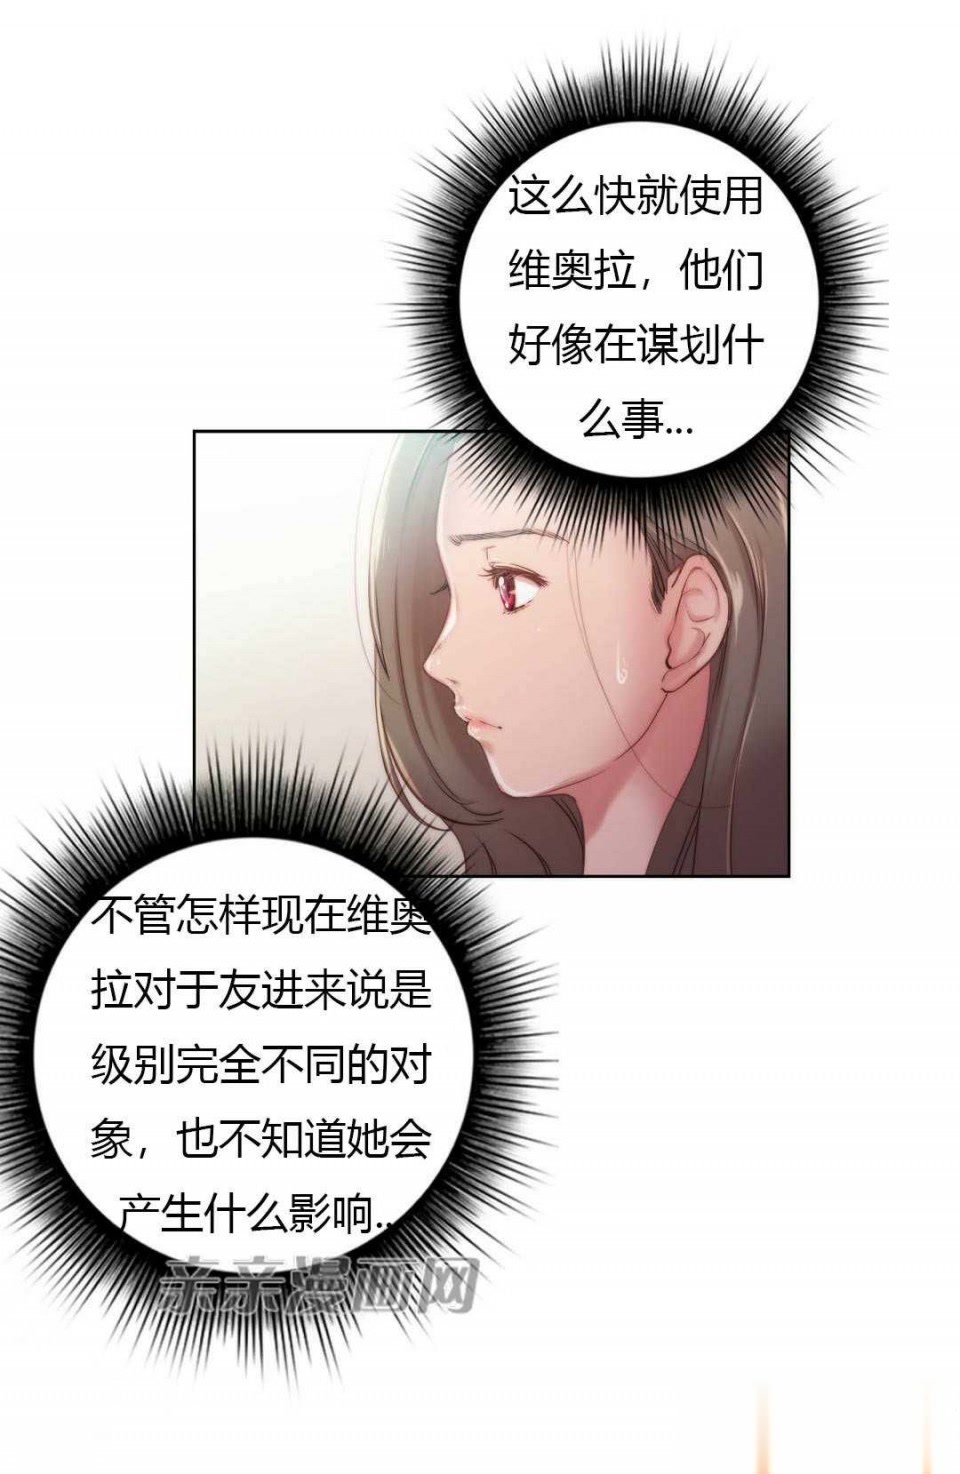 这么快就使用
维奥拉，他们
好像在谋划什
么事...
不管怎样现在维奥
拉对于友进来说是
级别完全不同的对
象，也不知道她会
产生什么影响..
亲亲漫画网